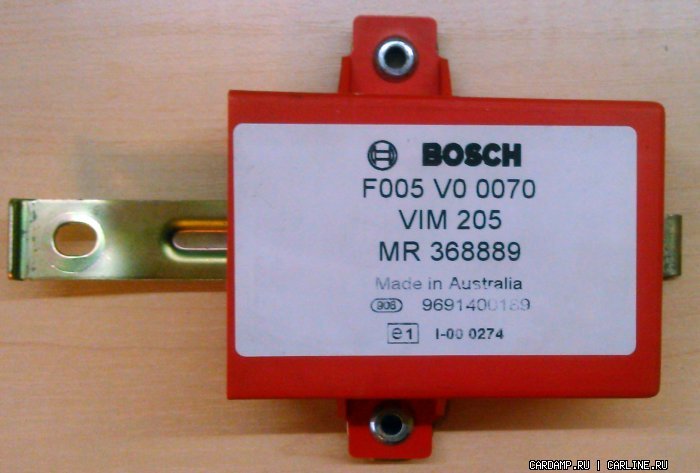 BOSCH
F005 V0 0070
VIM 205
MR 368889
Made in Australia
908 9691400189
e1 I-00 0274
CARDAMP.RU | CARLINE.RU